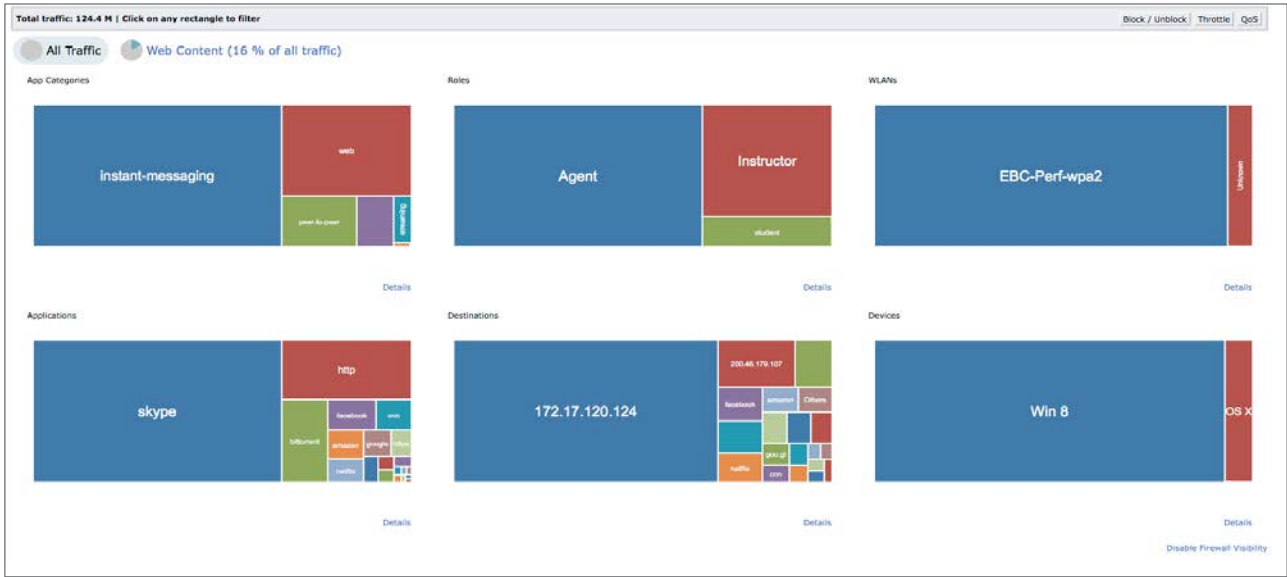 Total traffic: 124.4 M | Click on any rectangle to filter
Block / Unblock
Throttle
QoS
All Traffic
Web Content (16 % of all traffic)
App Categories
Roles
WLANs
instant-messaging
web
peer-to-peer
streaming
Agent
Instructor
student
EBC-Perf-wpa2
Unknown
Details
Details
Details
Applications
Destinations
Devices
skype
http
bittorrent
facebook
cnn
amazon
google
https
netflix
172.17.120.124
200.46.179.107
facebook
amazon
Others
goo.gl
netflix
cnn
Win 8
OS X
Details
Details
Details
Disable Firewall Visibility